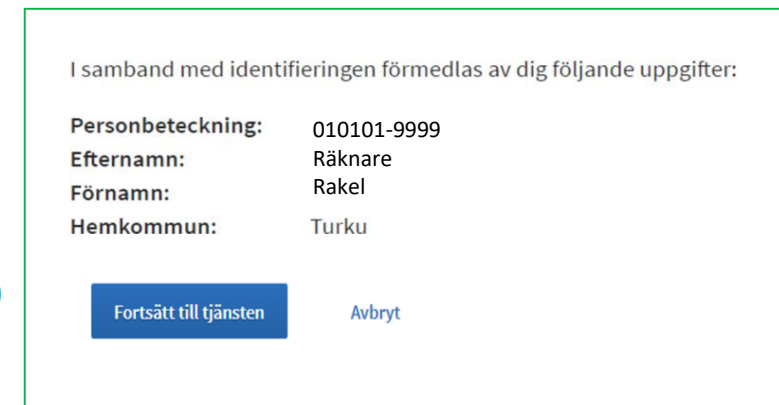 I samband med identifieringen förmedlas av dig följande uppgifter:
Personbeteckning: 010101-9999
Efternamn: Räknare
Förnamn: Rakel
Hemkommun: Turku
Fortsätt till tjänsten Avbryt